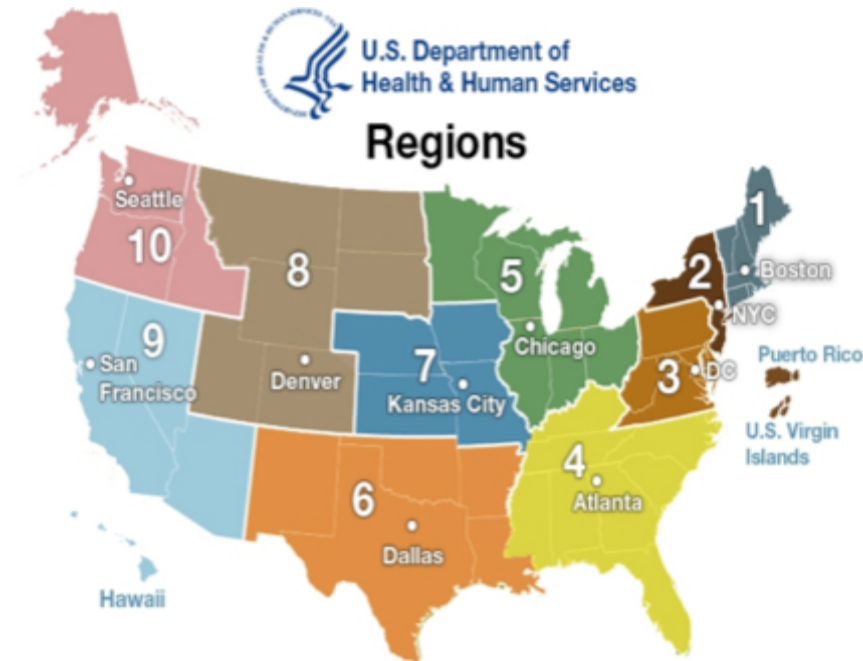 U.S. Department of
Health & Human Services
Regions
Seattle
10
8
5
1
2
Boston
NYC
9
San
Francisco
Denver
7
Kansas City
Chicago
3
DC
Puerto Rico
U.S. Virgin
Islands
6
Dallas
4
Atlanta
Hawaii